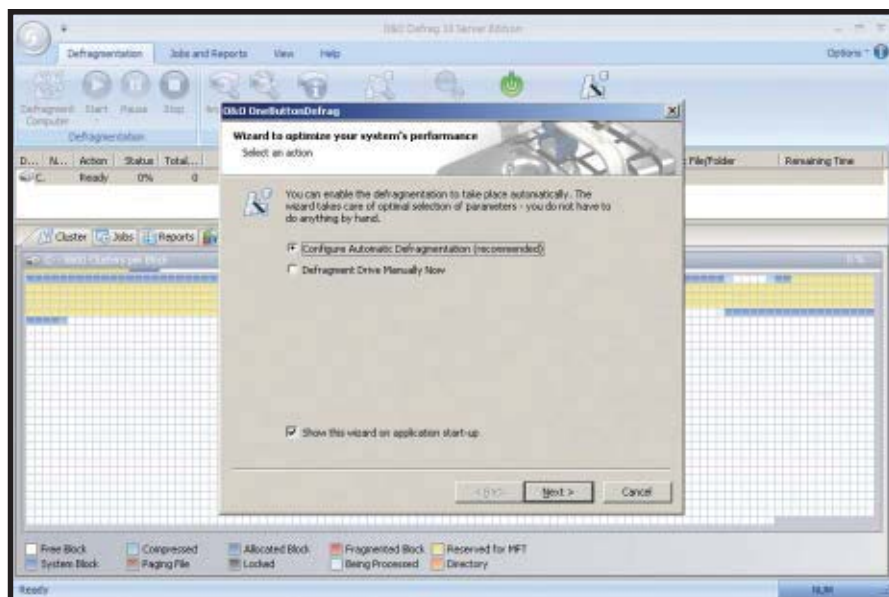 O&O Defrag 10 Server Edition
Defragmentation Jobs and Reports View Help Options
Defragment Computer Start Pause Stop
Defragmentation
O&O OneButtonDefrag
Wizard to optimize your system's performance
Select an action
D... N... Action Status Total... File/Folder Remaining Time
C: Ready 0% 0
You can enable the defragmentation to take place automatically. The
wizard takes care of optimal selection of parameters - you do not have to
do anything by hand.
Cluster Jobs Reports
Configure Automatic Defragmentation (recommended)
Defragment Drive Manually Now
Show this wizard on application start-up
< Back Next > Cancel
Free Block Compressed Allocated Block Fragmented Block Reserved for MFT
System Block Paging File Locked Being Processed Directory
Ready NUM